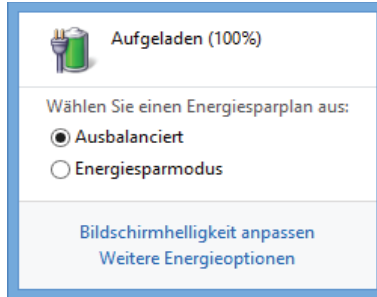 Aufgeladen (100%)
Wählen Sie einen Energiesparplan aus:
Ausbalanciert
Energiesparmodus
Bildschirmhelligkeit anpassen
Weitere Energieoptionen